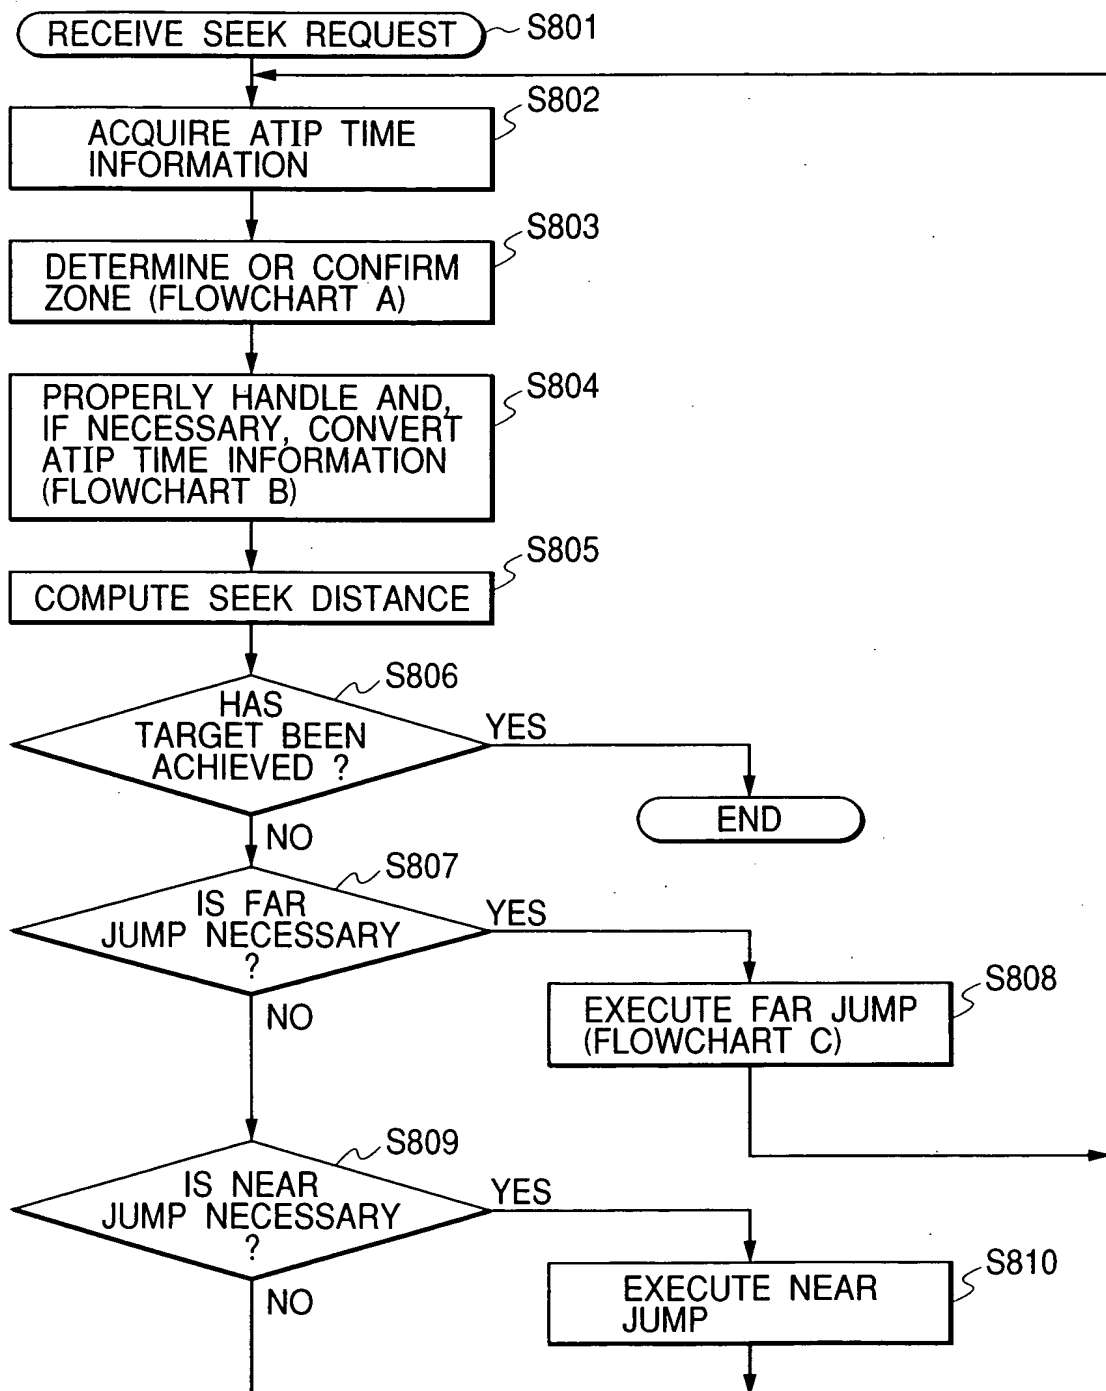 RECEIVE SEEK REQUEST
S801
S802
ACQUIRE ATIP TIME
INFORMATION
S803
DETERMINE OR CONFIRM
ZONE (FLOWCHART A)
S804
PROPERLY HANDLE AND,
IF NECESSARY, CONVERT
ATIP TIME INFORMATION
(FLOWCHART B)
S805
COMPUTE SEEK DISTANCE
S806
HAS
TARGET BEEN
ACHIEVED ?
YES
END
NO
S807
IS FAR
JUMP NECESSARY
?
YES
NO
S808
EXECUTE FAR JUMP
(FLOWCHART C)
S809
IS NEAR
JUMP NECESSARY
?
YES
NO
S810
EXECUTE NEAR
JUMP